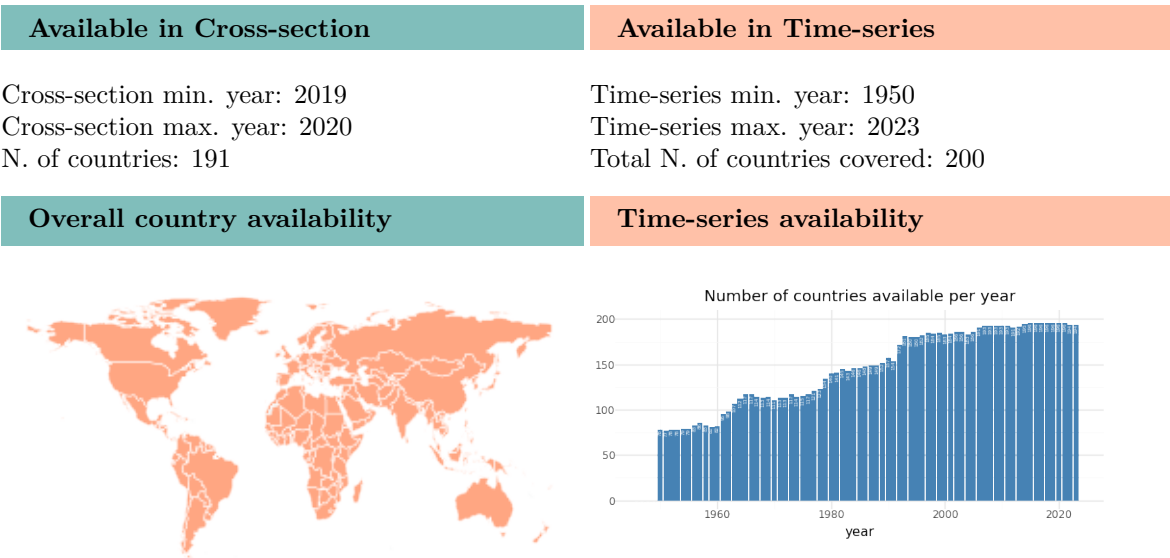 Available in Cross-section
Available in Time-series
Cross-section min. year: 2019
Cross-section max. year: 2020
N. of countries: 191
Time-series min. year: 1950
Time-series max. year: 2023
Total N. of countries covered: 200
Overall country availability
Time-series availability
Number of countries available per year
200
150
100
50
0
1960 1980 2000 2020
year